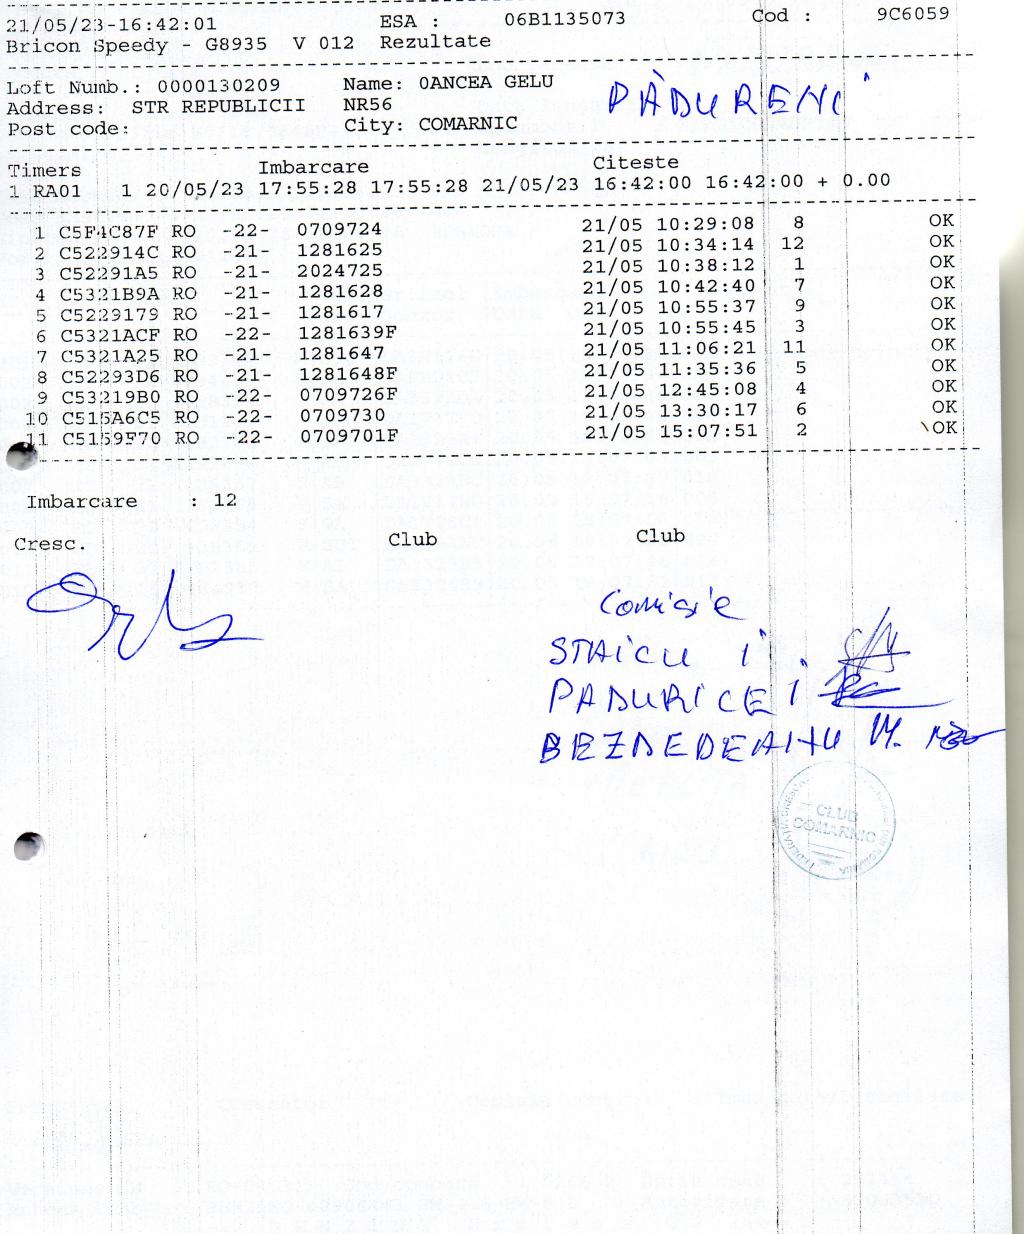 21/05/23-16:42:01 ESA : 06B1135073 Cod : 9C6059
Bricon Speedy - G8935 V 012 Rezultate
Loft Numb.: 0000130209 Name: OANCEA GELU
PĂDURENI
Address: STR REPUBLICII NR56
Post code: City: COMARNIC
Timers Imbarcare Citeste
1 RA01 1 20/05/23 17:55:28 17:55:28 21/05/23 16:42:00 16:42:00 + 0.00
1 C5F4C87F RO -22- 0709724 21/05 10:29:08 8 OK
2 C522914C RO -21- 1281625 21/05 10:34:14 12 OK
3 C52291A5 RO -21- 2024725 21/05 10:38:12 1 OK
4 C5321B9A RO -21- 1281628 21/05 10:42:40 7 OK
5 C5229179 RO -21- 1281617 21/05 10:55:37 9 OK
6 C5321ACF RO -22- 1281639F 21/05 10:55:45 3 OK
7 C5321A25 RO -21- 1281647 21/05 11:06:21 11 OK
8 C52293D6 RO -21- 1281648F 21/05 11:35:36 5 OK
9 C53219B0 RO -22- 0709726F 21/05 12:45:08 4 OK
10 C515A6C5 RO -22- 0709730 21/05 13:30:17 6 OK
11 C5159F70 RO -22- 0709701F 21/05 15:07:51 2 OK
Imbarcare : 12
Cresc. Club Club
Comisie
STAICU I
PADURICE I
BEZDEDEANU M.
CLUB
COMARNIC